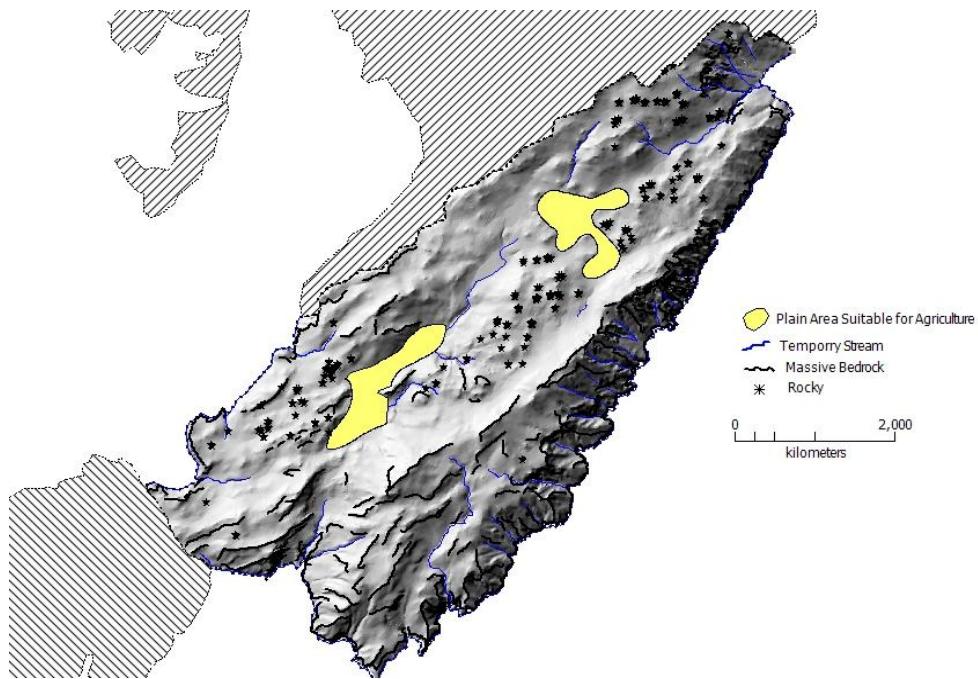 Plain Area Suitable for Agriculture
Temporry Stream
Massive Bedrock
Rocky
0 2,000
kilometers